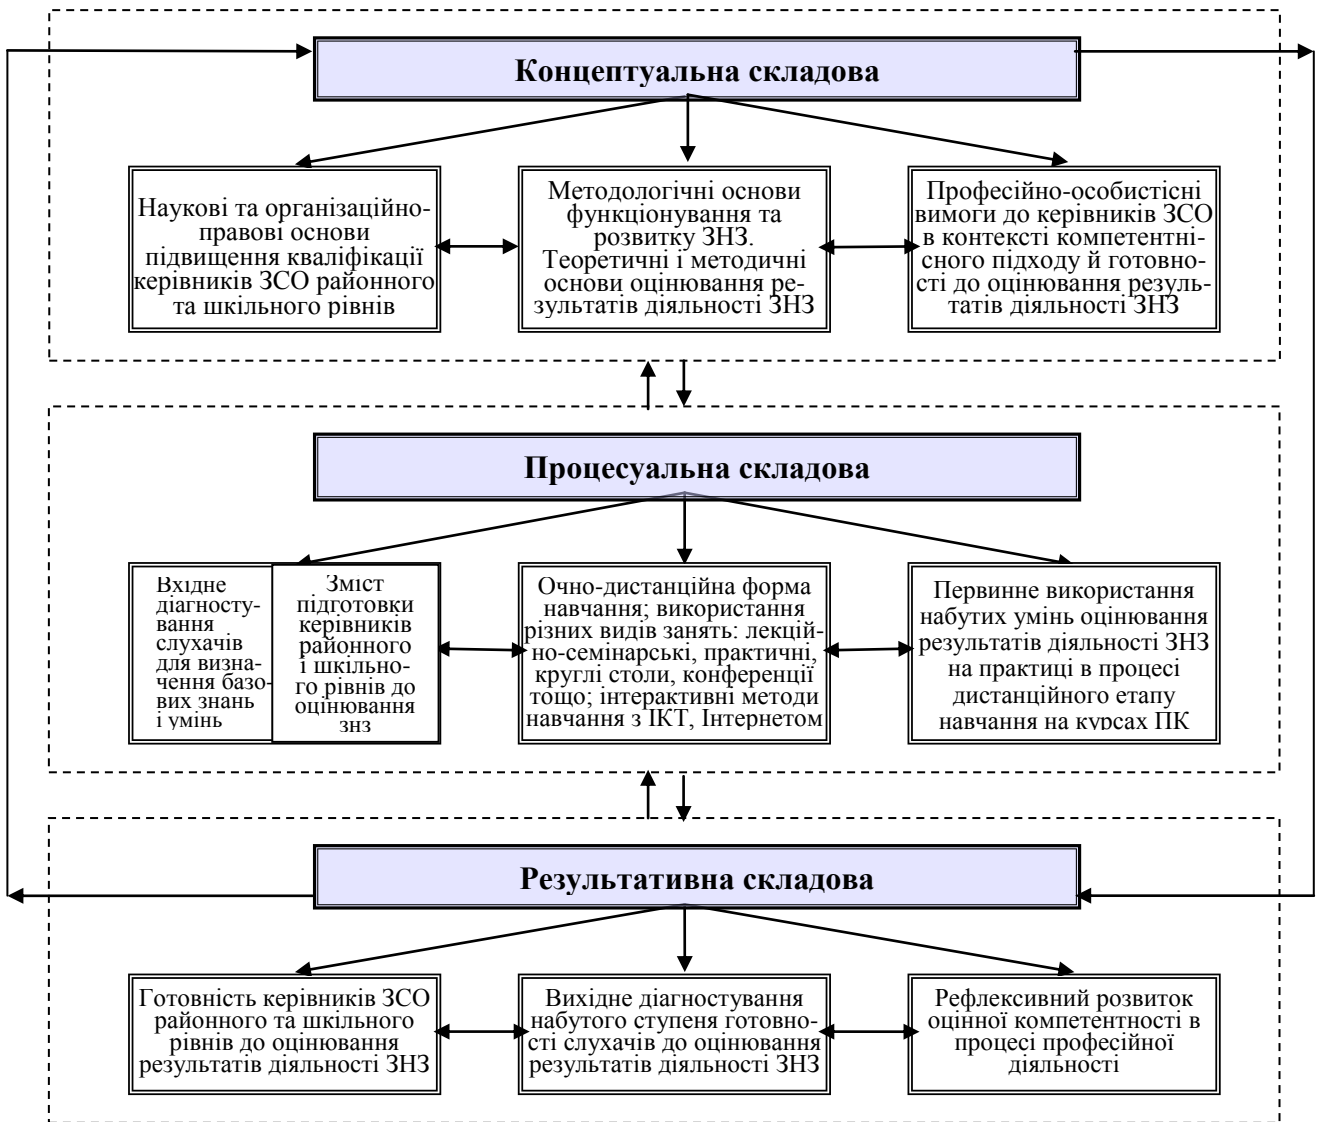 Концептуальна складова
Наукові та організаційно-
правові основи
підвищення кваліфікації
керівників ЗСО районного
та шкільного рівнів
Методологічні основи
функціонування та
розвитку ЗНЗ.
Теоретичні і методичні
основи оцінювання ре-
зультатів діяльності ЗНЗ
Професійно-особистісні
вимоги до керівників ЗСО
в контексті компетентні-
сного підходу й готовно-
сті до оцінювання резуль-
татів діяльності ЗНЗ
Процесуальна складова
Вхідне
діагносту-
вання
слухачів
для визна-
чення базо-
вих знань
і умінь
Зміст
підготовки
керівників
районного
і шкільно-
го рівнів до
оцінювання
ЗНЗ
Очно-дистанційна форма
навчання; використання
різних видів занять: лекцій-
но-семінарські, практичні,
круглі столи, конференції
тощо; інтерактивні методи
навчання з ІКТ, Інтернетом
Первинне використання
набутих умінь оцінювання
результатів діяльності ЗНЗ
на практиці в процесі
дистанційного етапу
навчання на курсах ПК
Результативна складова
Готовність керівників ЗСО
районного та шкільного
рівнів до оцінювання
результатів діяльності ЗНЗ
Вихідне діагностування
набутого ступеня готовно-
сті слухачів до оцінювання
результатів діяльності ЗНЗ
Рефлексивний розвиток
оцінної компетентності в
процесі професійної
діяльності